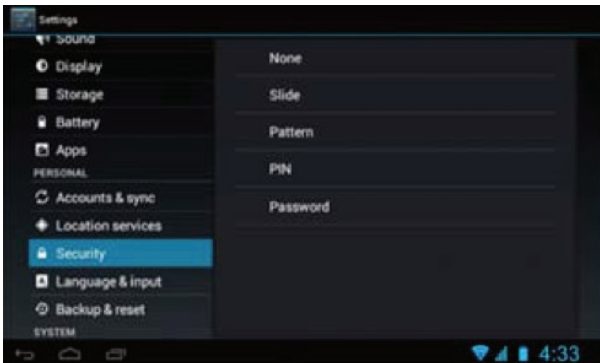 Settings
Sound
Display
Storage
Battery
Apps
PERSONAL
Accounts & sync
Location services
Security
Language & input
Backup & reset
SYSTEM
None
Slide
Pattern
PIN
Password
4:33